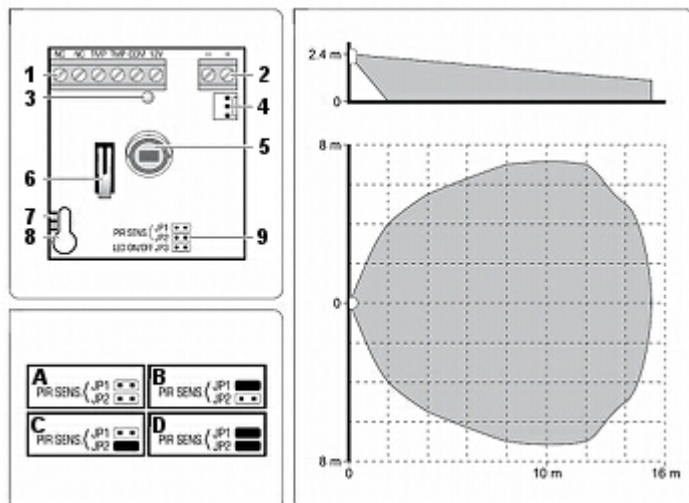 NC NC TMP TMP COM 12V
- +
1
2
3
4
5
6
7
8
9
PIR SENS. ( JP1
JP2
LED ON/OFF JP3
A
PIR SENS. ( JP1
JP2
B
PIR SENS. ( JP1
JP2
C
PIR SENS. ( JP1
JP2
D
PIR SENS. ( JP1
JP2
2.4 m
0
8 m
0
8 m
0
10 m
16 m